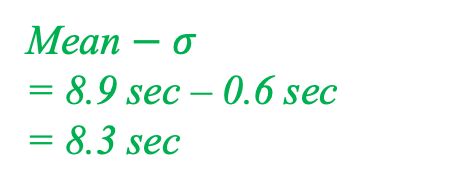 Mean − σ
= 8.9 sec – 0.6 sec
= 8.3 sec